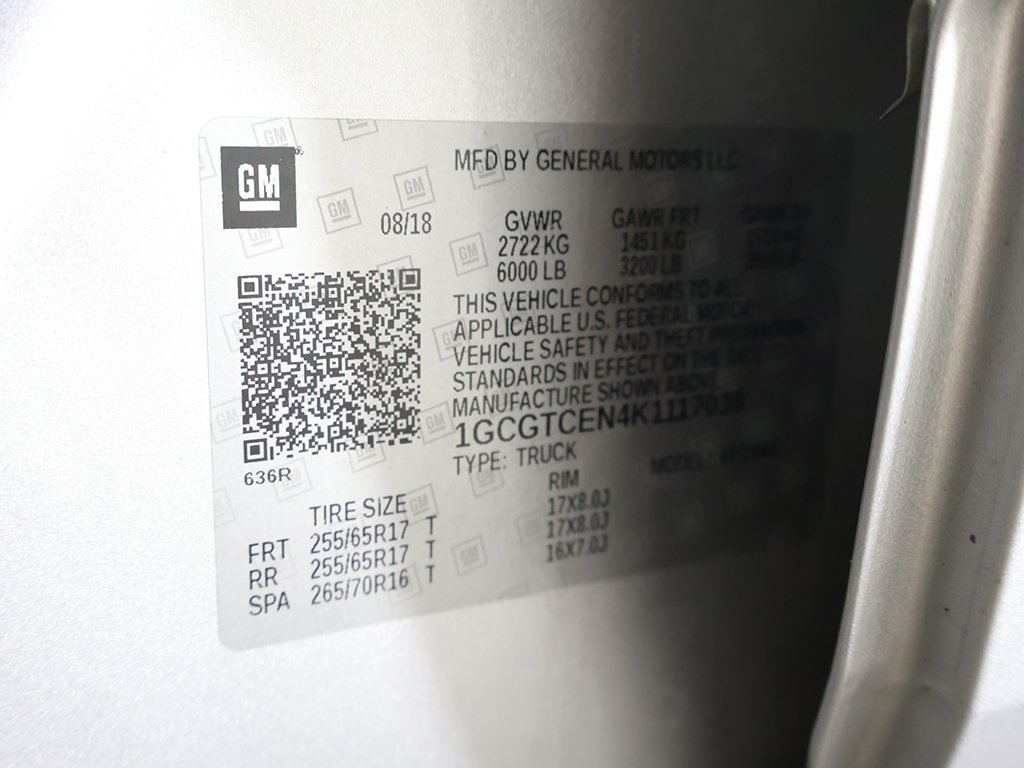 GM
MFD BY GENERAL MOTORS LLC
08/18
GVWR GAWR FRT
2722 KG 1451 KG
6000 LB 3200 LB
THIS VEHICLE CONFORMS TO ALL
APPLICABLE U.S. FEDERAL MOTOR
VEHICLE SAFETY AND THEFT PREVENTION
STANDARDS IN EFFECT ON THE DATE OF
MANUFACTURE SHOWN ABOVE
1GCGTCEN4K1117038
TYPE: TRUCK MODEL:
636R
TIRE SIZE RIM
FRT 255/65R17 T 17X8.0J
RR 255/65R17 T 17X8.0J
SPA 265/70R16 T 16X7.0J